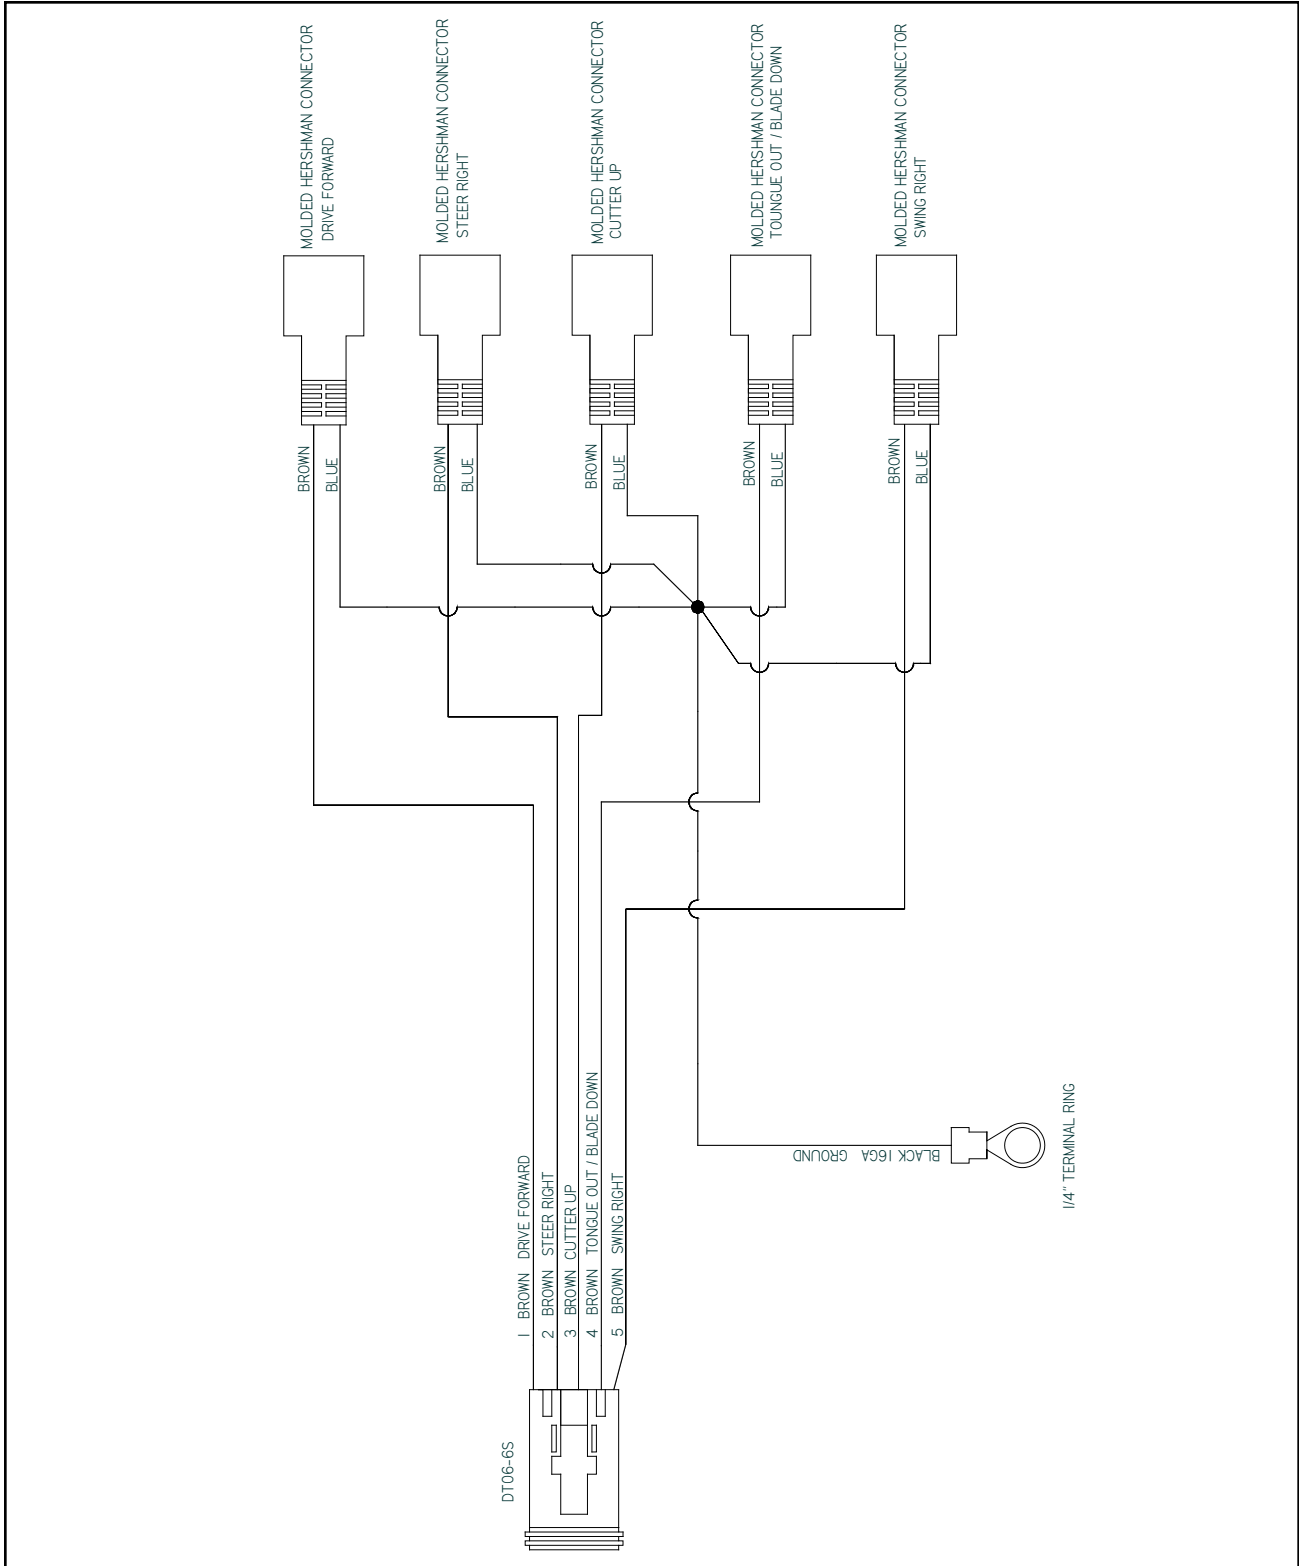 MOLDED HERSHMAN CONNECTOR
DRIVE FORWARD
MOLDED HERSHMAN CONNECTOR
STEER RIGHT
MOLDED HERSHMAN CONNECTOR
CUTTER UP
MOLDED HERSHMAN CONNECTOR
TOUNGUE OUT / BLADE DOWN
MOLDED HERSHMAN CONNECTOR
SWING RIGHT
BROWN
BLUE
BROWN
BLUE
BROWN
BLUE
BROWN
BLUE
BROWN
BLUE
1 BROWN DRIVE FORWARD
2 BROWN STEER RIGHT
3 BROWN CUTTER UP
4 BROWN TONGUE OUT / BLADE DOWN
5 BROWN SWING RIGHT
BLACK 16GA GROUND
1/4" TERMINAL RING
DT06-6S